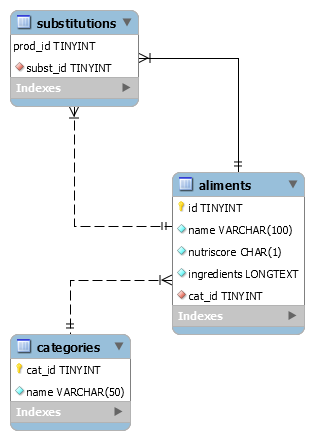 substitutions
prod_id TINYINT
subst_id TINYINT
Indexes
aliments
id TINYINT
name VARCHAR(100)
nutriscore CHAR(1)
ingredients LONGTEXT
cat_id TINYINT
Indexes
categories
cat_id TINYINT
name VARCHAR(50)
Indexes